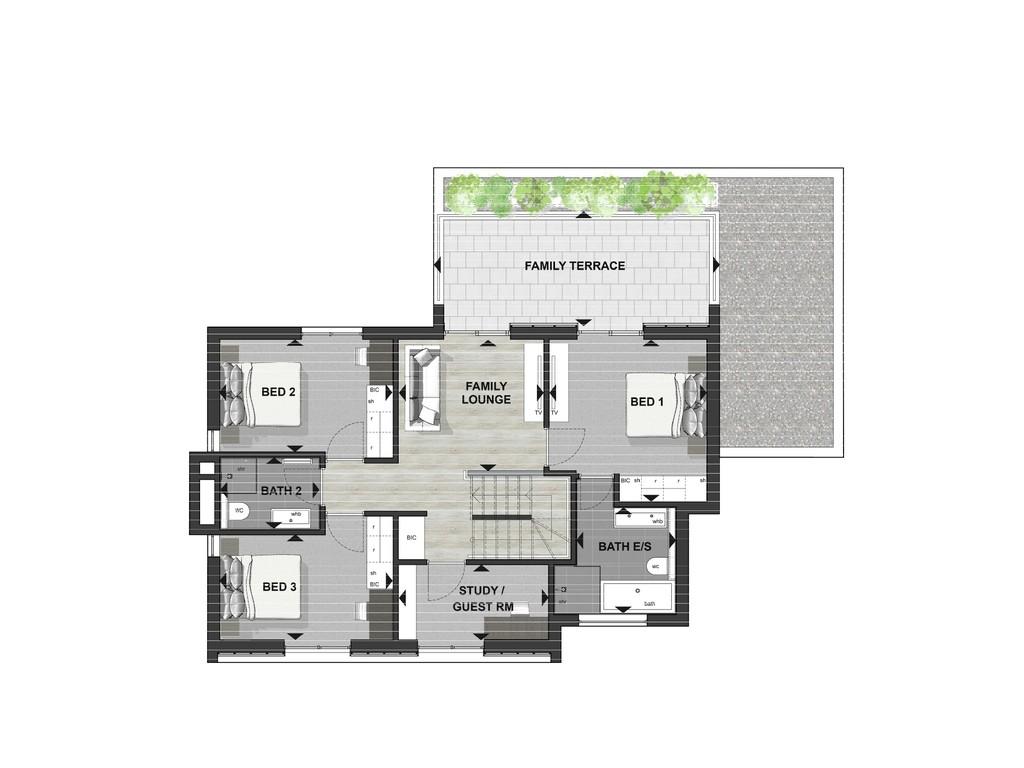 FAMILY TERRACE
BED 2
BIC
sh
r
r
FAMILY
LOUNGE
TV
TV
BED 1
BIC
sh
r
r
sh
shr
BATH 2
WC
whb
BIC
whb
BATH E/S
WC
shr
bath
r
r
sh
BIC
BED 3
STUDY /
GUEST RM